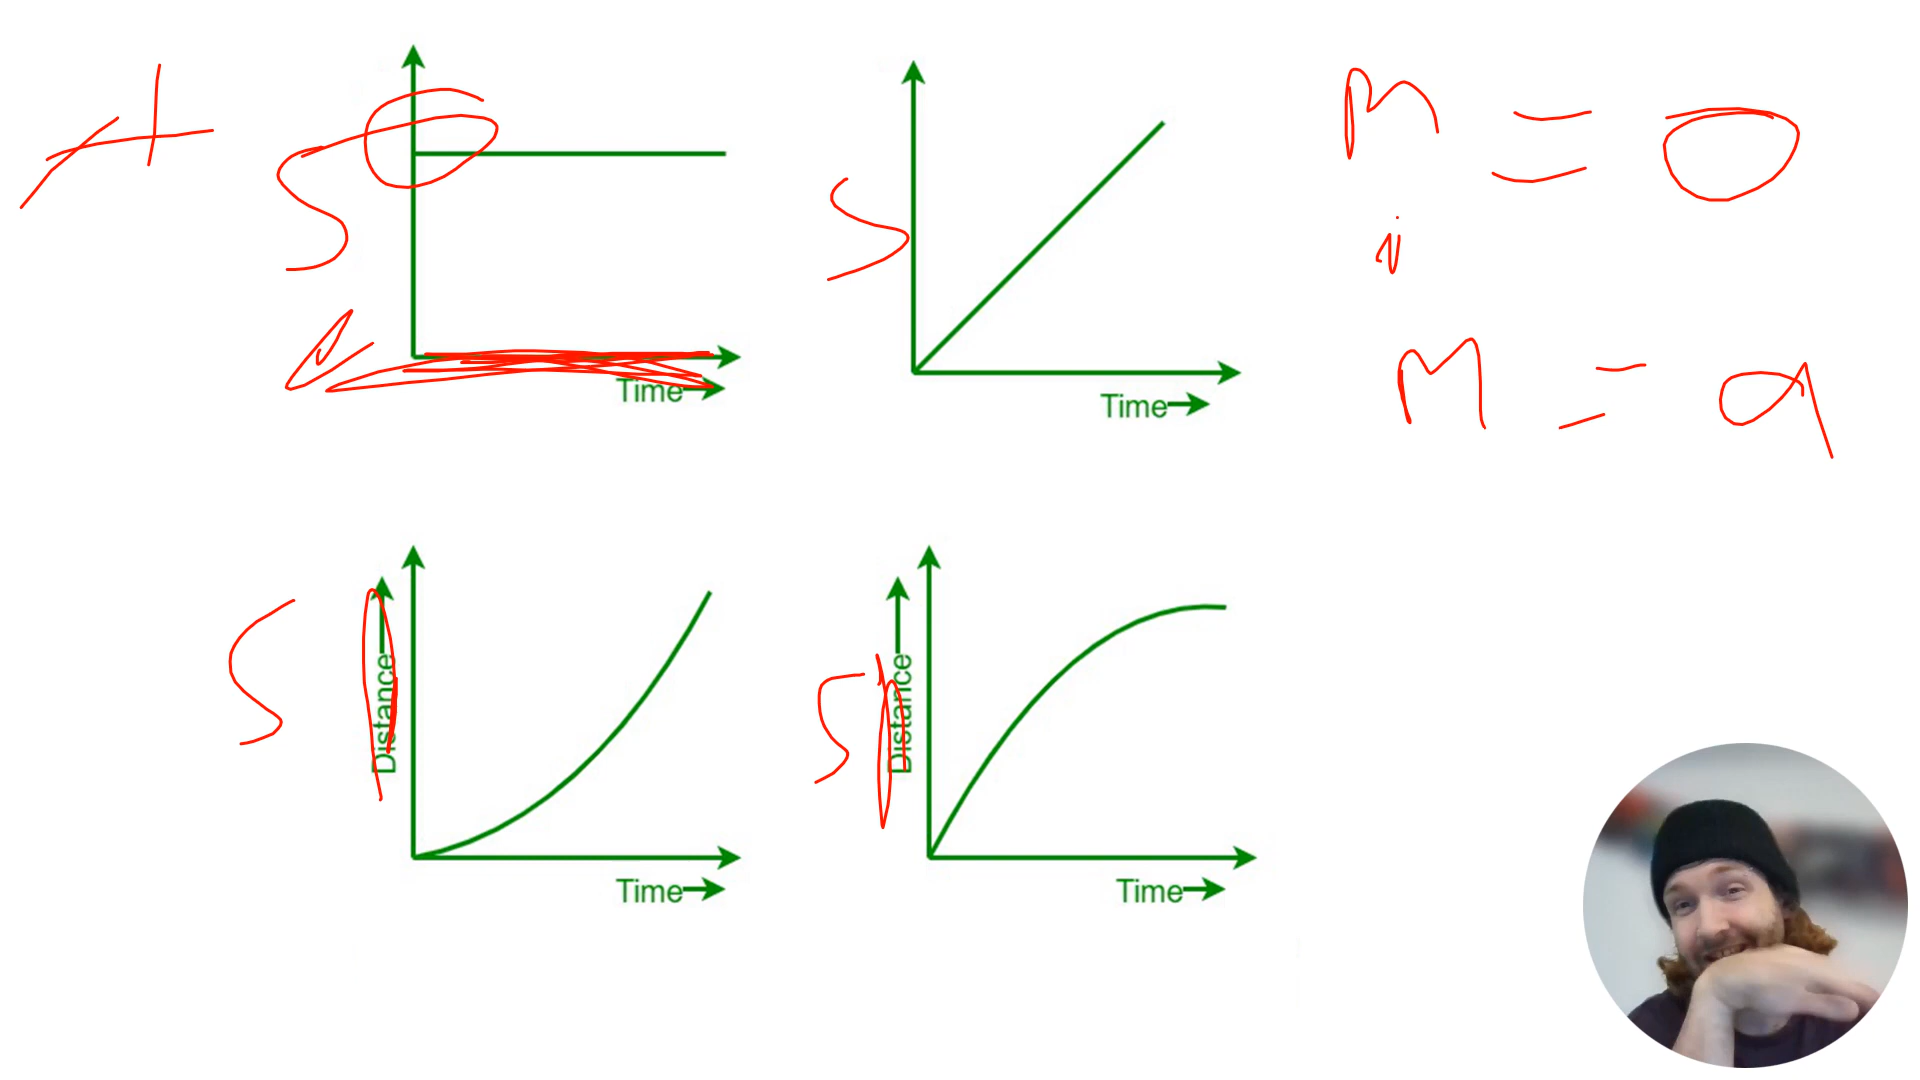 S
S
m = 0
Time
Time
m = a
S
Distance
S
Distance
Time
Time